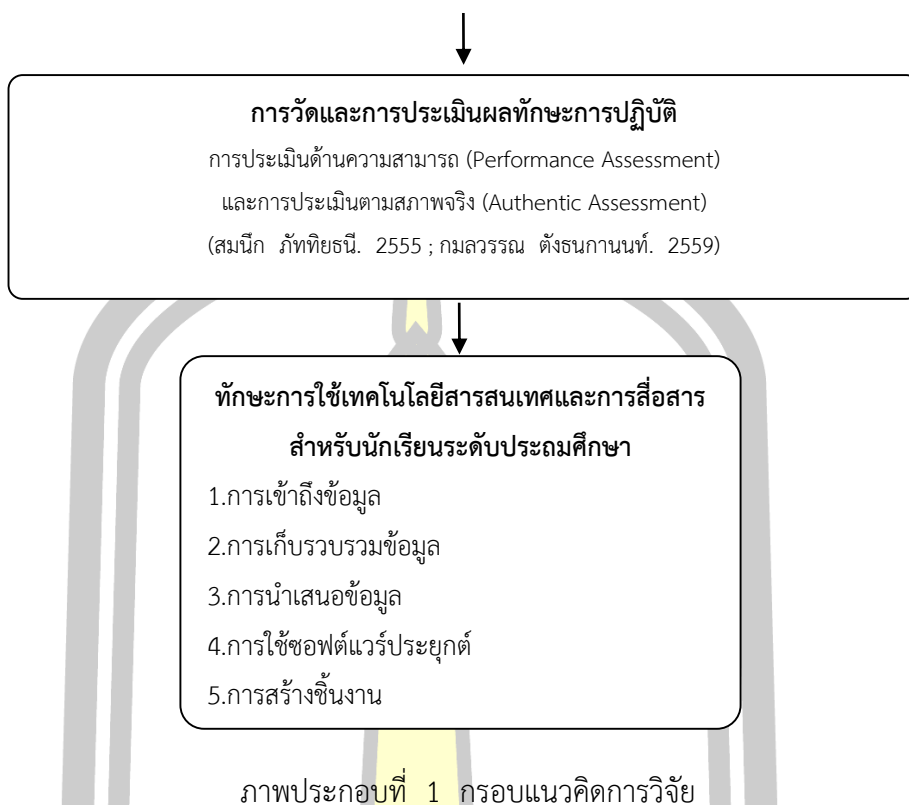 การวัดและการประเมินผลทักษะการปฏิบัติ
การประเมินด้านความสามารถ (Performance Assessment)
และการประเมินตามสภาพจริง (Authentic Assessment)
(สมนึก ภัททิยธนี. 2555 ; กมลวรรณ ตังธนกานนท์. 2559)
ทักษะการใช้เทคโนโลยีสารสนเทศและการสื่อสาร
สำหรับนักเรียนระดับประถมศึกษา
1.การเข้าถึงข้อมูล
2.การเก็บรวบรวมข้อมูล
3.การนำเสนอข้อมูล
4.การใช้ซอฟต์แวร์ประยุกต์
5.การสร้างชิ้นงาน
ภาพประกอบที่ 1 กรอบแนวคิดการวิจัย